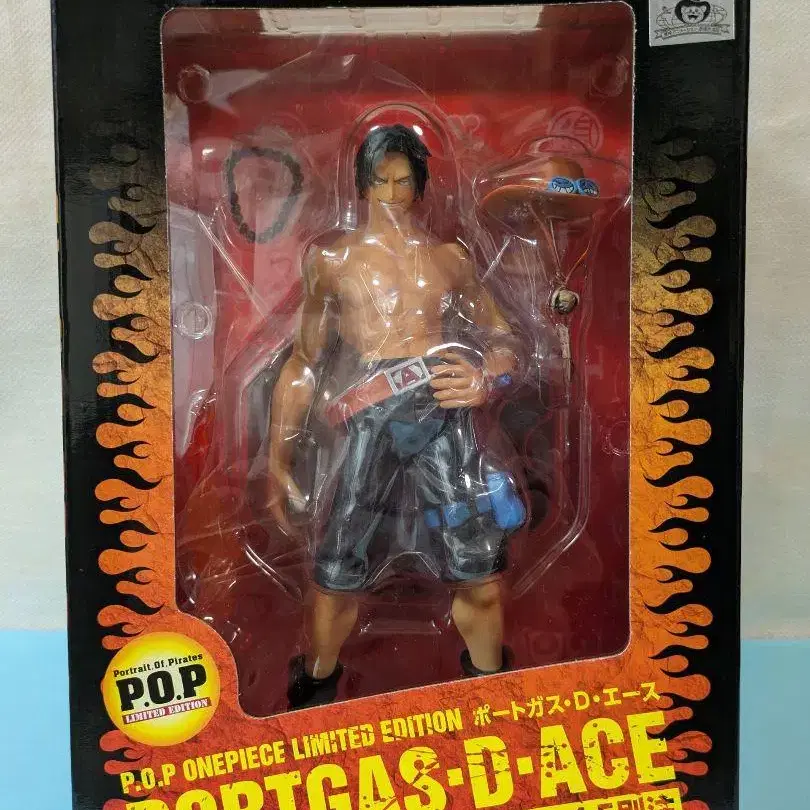 Portrait.Of.Pirates
P.O.P
LIMITED EDITION
P.O.P ONEPIECE LIMITED EDITION ポートガス・D・エース
PORTGAS・D・ACE
A